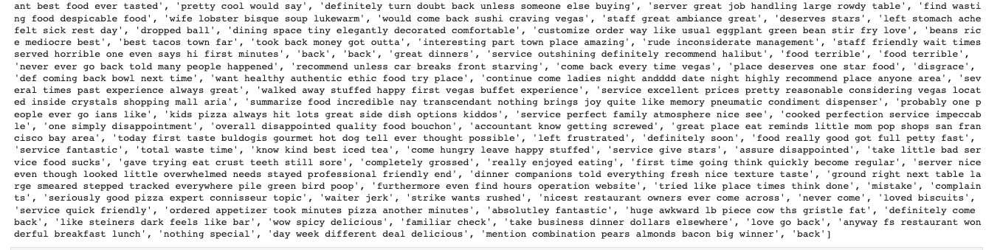 ant best food ever tasted', 'pretty cool would say', 'definitely turn doubt back unless someone else buying', 'server great job handling large rowdy table', 'find wasti
ng food despicable food', 'wife lobster bisque soup lukewarm', 'would come back sushi craving vegas', 'staff great ambiance great', 'deserves stars', 'left stomach ache
felt sick rest day', 'dropped ball', 'dining space tiny elegantly decorated comfortable', 'customize order way like usual eggplant green bean stir fry love', 'beans ric
e mediocre best', 'best tacos town far', 'took back money got outta', 'interesting part town place amazing', 'rude inconsiderate management', 'staff friendly wait times
served horrible one even says hi first minutes', 'back', 'back', 'great dinners', 'service outshining definitely recommend halibut', 'food terrible', 'food terrible',
'never ever go back told many people happened', 'recommend unless car breaks front starving', 'come back every time vegas', 'place deserves one star food', 'disgrace',
'def coming back bowl next time', 'want healthy authentic ethic food try place', 'continue come ladies night andddd date night highly recommend place anyone area', 'sev
eral times past experience always great', 'walked away stuffed happy first vegas buffet experience', 'service excellent prices pretty reasonable considering vegas locat
ed inside crystals shopping mall aria', 'summarize food incredible nay transcendant nothing brings joy quite like memory pneumatic condiment dispenser', 'probably one p
eople ever go ians like', 'kids pizza always hit lots great side dish options kiddos', 'service perfect family atmosphere nice see', 'cooked perfection service impeccab
le', 'one simply disappointment', 'overall disappointed quality food bouchon', 'accountant know getting screwed', 'great place eat reminds little mom pop shops san fran
cisco bay area', 'today first taste buldogis gourmet hot dog tell ever thought possible', 'left frustrated', 'definitely soon', 'food really good got full petty fast',
'service fantastic', 'total waste time', 'know kind best iced tea', 'come hungry leave happy stuffed', 'service give stars', 'assure disappointed', 'take little bad ser
vice food sucks', 'gave trying eat crust teeth still sore', 'completely grossed', 'really enjoyed eating', 'first time going think quickly become regular', 'server nice
even though looked little overwhelmed needs stayed professional friendly end', 'dinner companions told everything fresh nice texture taste', 'ground right next table la
rge smeared stepped tracked everywhere pile green bird poop', 'furthermore even find hours operation website', 'tried like place times think done', 'mistake', 'complain
ts', 'seriously good pizza expert connisseur topic', 'waiter jerk', 'strike wants rushed', 'nicest restaurant owners ever come across', 'never come', 'loved biscuits',
'service quick friendly', 'ordered appetizer took minutes pizza another minutes', 'absolutley fantastic', 'huge awkward lb piece cow ths gristle fat', 'definitely come
back', 'like steiners dark feels like bar', 'wow spicy delicious', 'familiar check', 'take business dinner dollars elsewhere', 'love go back', 'anyway fs restaurant won
derful breakfast lunch', 'nothing special', 'day week different deal delicious', 'mention combination pears almonds bacon big winner', 'back']